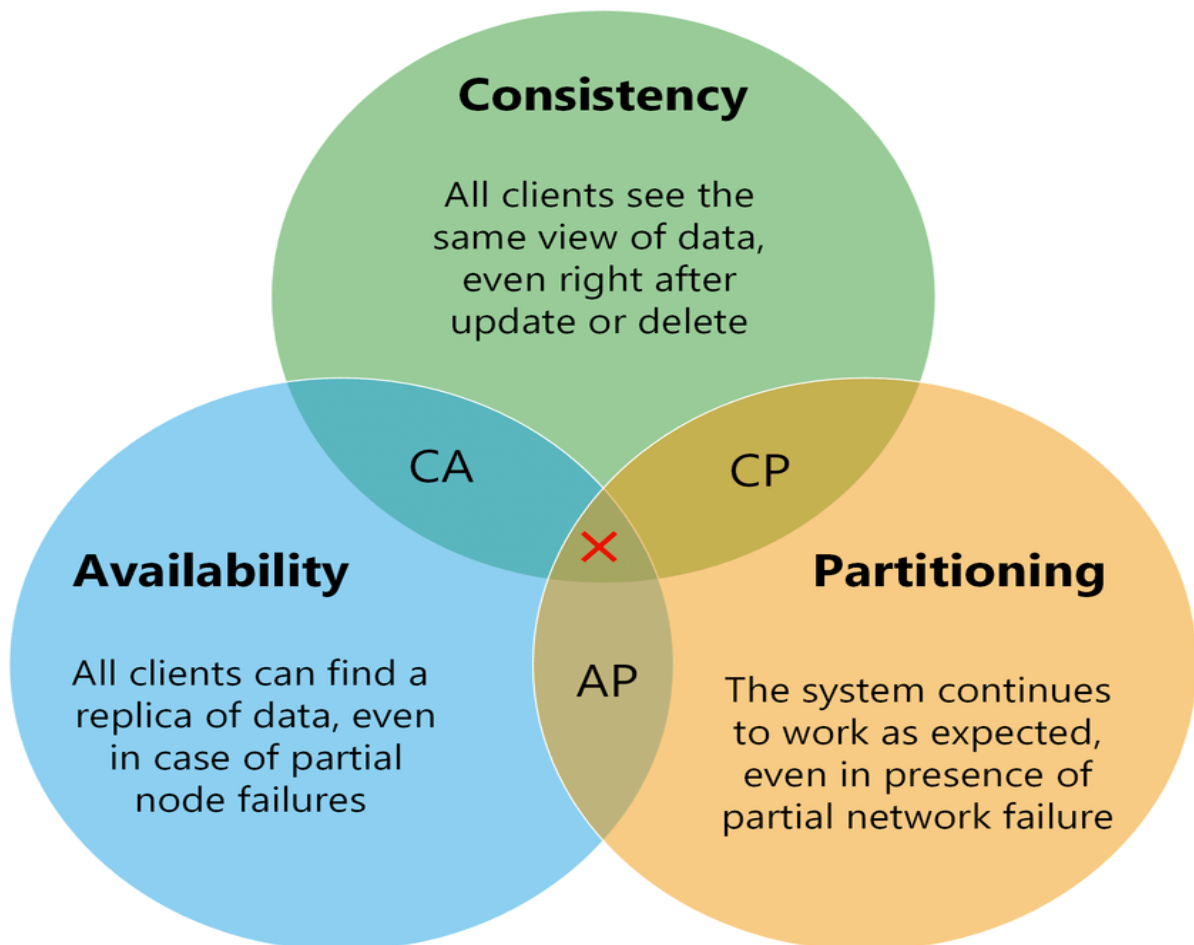 Consistency
All clients see the
same view of data,
even right after
update or delete
CA
CP
Availability
All clients can find a
replica of data, even
in case of partial
node failures
AP
Partitioning
The system continues
to work as expected,
even in presence of
partial network failure